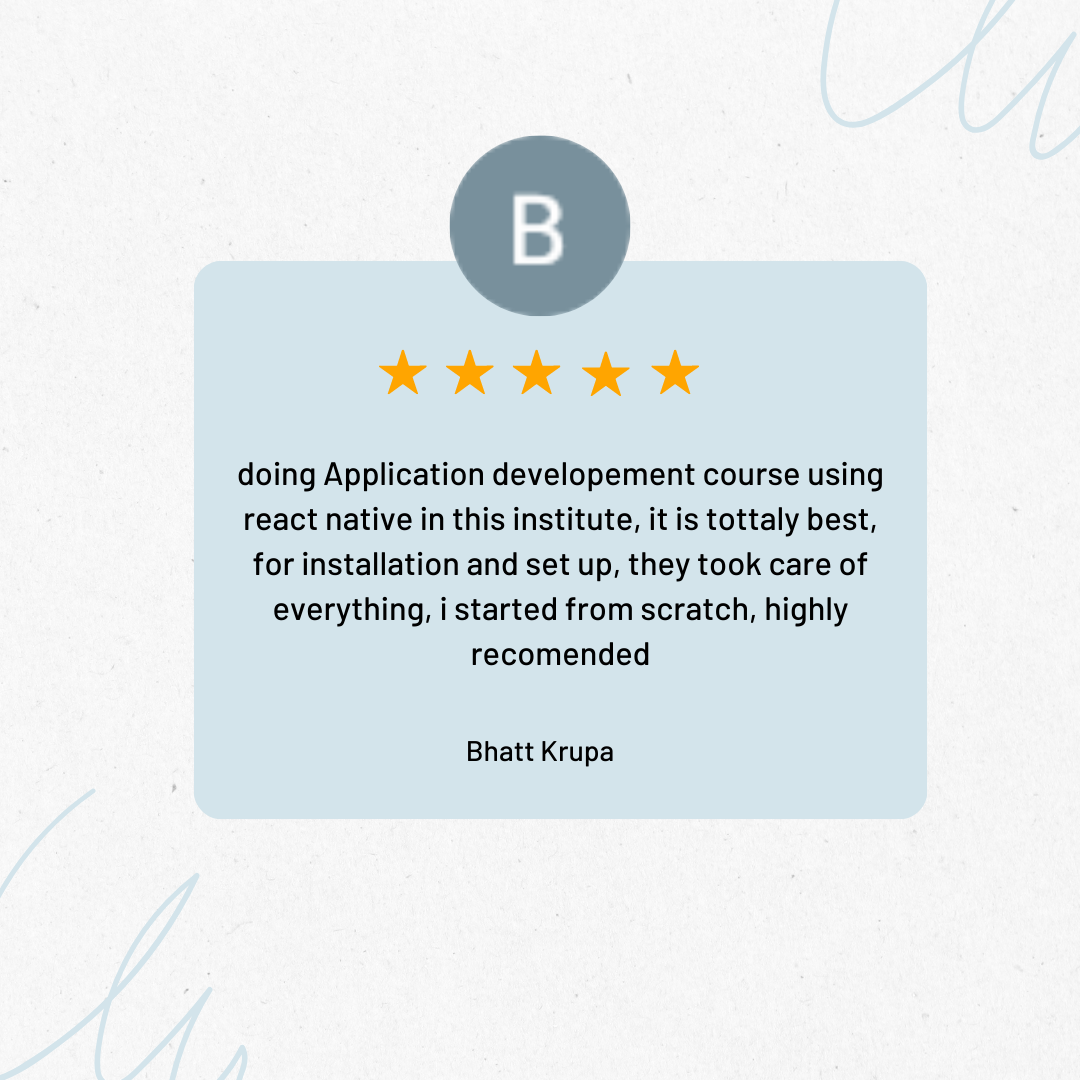 B
doing Application developement course using
react native in this institute, it is tottaly best,
for installation and set up, they took care of
everything, i started from scratch, highly
recomended
Bhatt Krupa